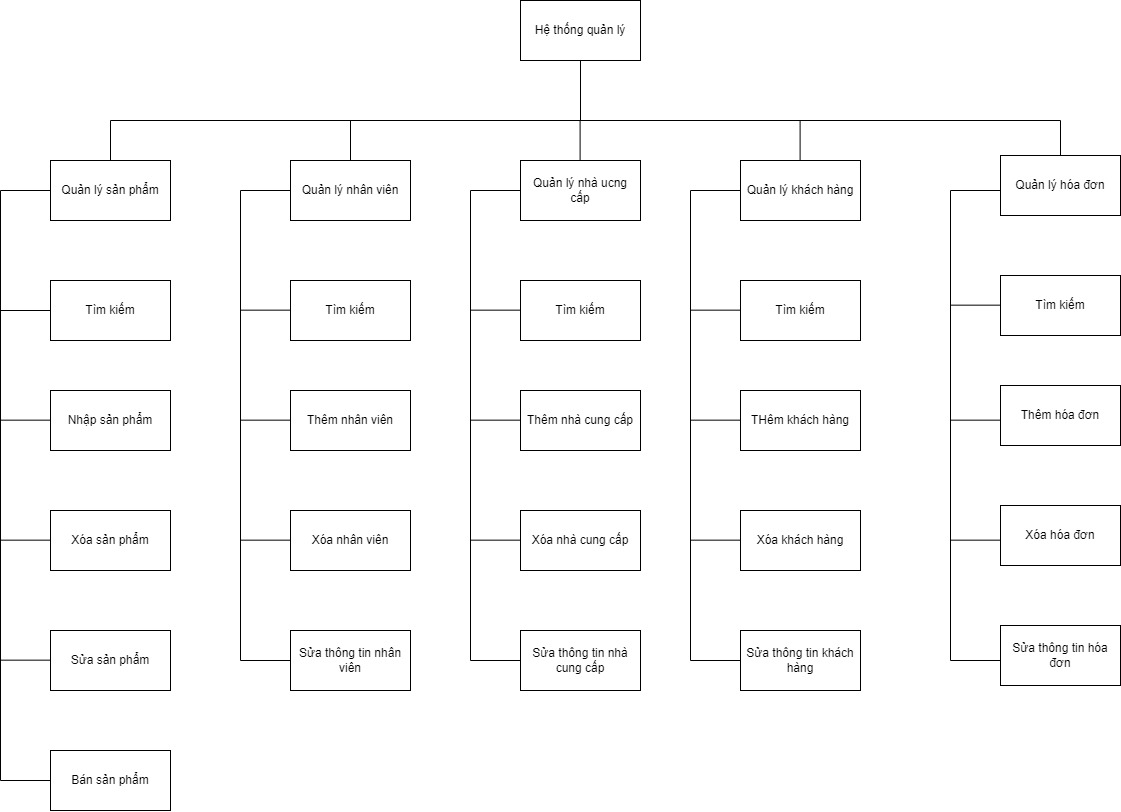 Hệ thống quản lý
Quản lý sản phẩm
Quản lý nhân viên
Quản lý nhà ucng
cấp
Quản lý khách hàng
Quản lý hóa đơn
Tìm kiếm
Tìm kiếm
Tìm kiếm
Tìm kiếm
Tìm kiếm
Nhập sản phẩm
Thêm nhân viên
Thêm nhà cung cấp
THêm khách hàng
Thêm hóa đơn
Xóa sản phẩm
Xóa nhân viên
Xóa nhà cung cấp
Xóa khách hàng
Xóa hóa đơn
Sửa sản phẩm
Sửa thông tin nhân
viên
Sửa thông tin nhà
cung cấp
Sửa thông tin khách
hàng
Sửa thông tin hóa
đơn
Bán sản phẩm